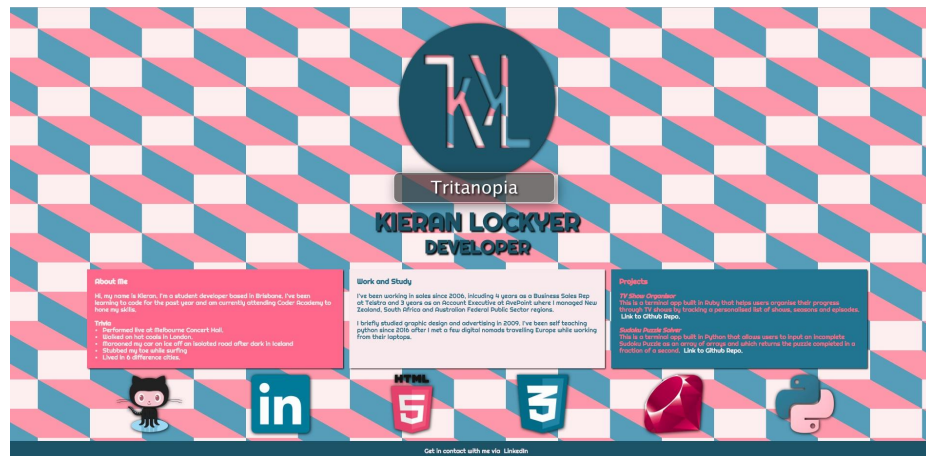 KL
Tritanopia
KIERAN LOCKYER
DEVELOPER
About Me
Hi, my name is Kieran. I'm a student developer based in Brisbane. I've been
learning to code for the past year and am currently attending Coder Academy to
hone my skills.
Trivia
• Performed live at Melbourne Concert Hall.
• Walked on hot coals in London.
• Marooned my car on ice off an isolated road after dark in Iceland
• Stubbed my toe while surfing
• Lived in 6 difference cities.
Work and Study
I've been working in sales since 2006, inlcuding 4 years as a Business Sales Rep
at Telstra and 3 years as an Account Executive at AvePoint where I managed New
Zealand, South Africa and Australian Federal Public Sector regions.
I briefly studied graphic design and advertising in 2009. I've been self teaching
python since 2016 after I met a few digital nomads travelling Europe while working
from their laptops.
Projects
TV Show Organiser
This is a terminal app built in Ruby that helps users organise their progress
through TV shows by tracking a personalised list of shows, seasons and episodes.
Link to Github Repo.
Sudoku Puzzle Solver
This is a terminal app built in Python that allows users to input an incomplete
Sudoku Puzzle as an array of arrays and which returns the puzzle completed in a
fraction of a second. Link to Github Repo.
in
HTML
5
3
Get in contact with me via LinkedIn